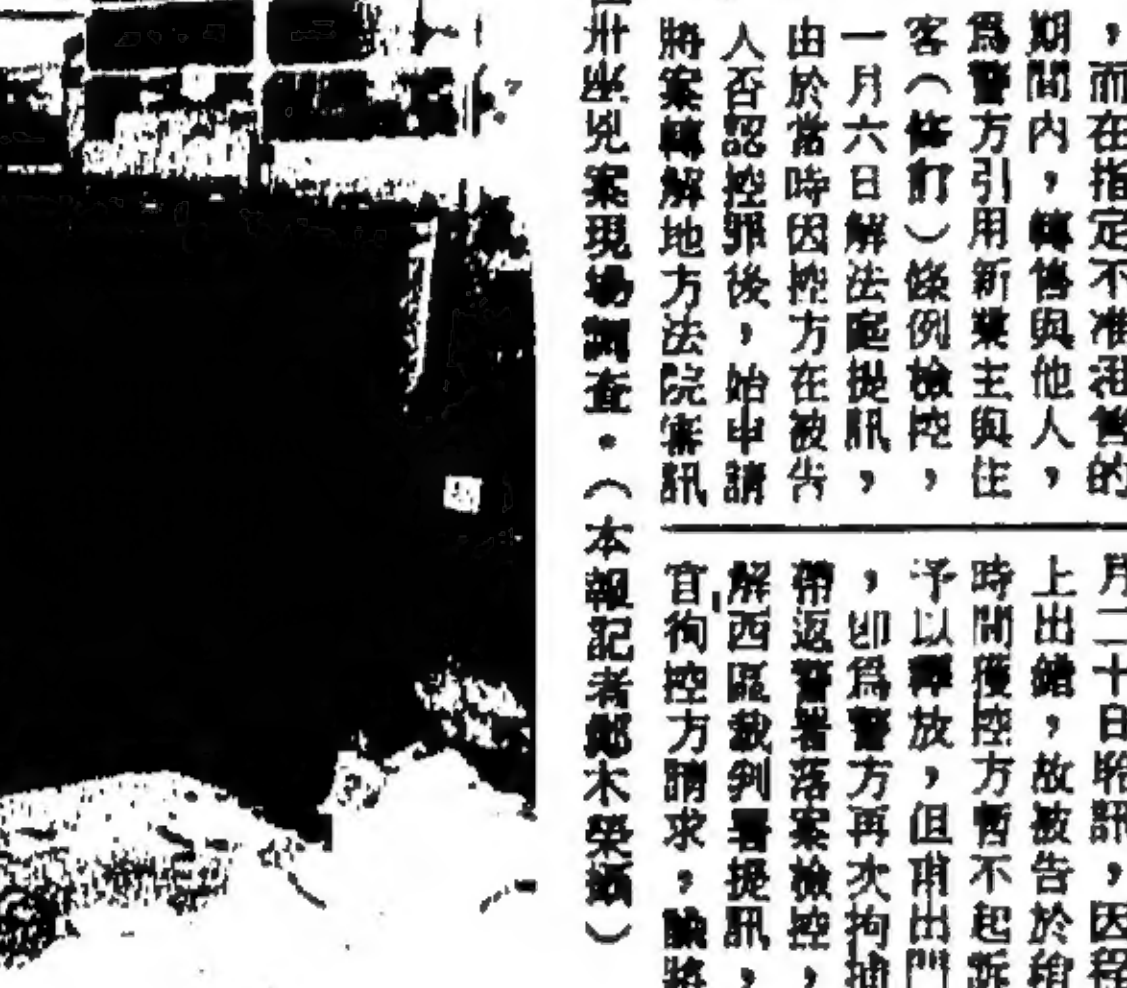 ，而在指定不准租售的
期間內，轉售與他人，
爲警方引用新業主與住
客（修訂）條例檢控，
一月六日解法庭提訊，
由於當時因控方在被告
人否認控罪後，始申請
將案轉解地方法院審訊
月二十日聆訊，因程
上出錯，故被告於
時間獲控方暫不起訴
予以釋放，但甫出門
，即爲警方再次拘捕
帶返警署落案檢控，
解西區裁判署提訊，
官徇控方請求，將
兇案現場調查。（本報記者鄭木榮攝）